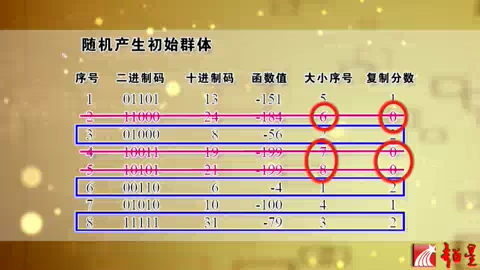 随机产生初始群体
序号 二进制码 十进制码 函数值 大小序号 复制分数
1 01101 13 -151 5 1
2 11000 24 -184 6 0
3 01000 8 -56 2
4 10011 19 -199 7 0
5 10101 21 -199 8 0
6 00110 6 -4 1 2
7 01010 10 -100 4 1
8 11111 31 -79 3 2